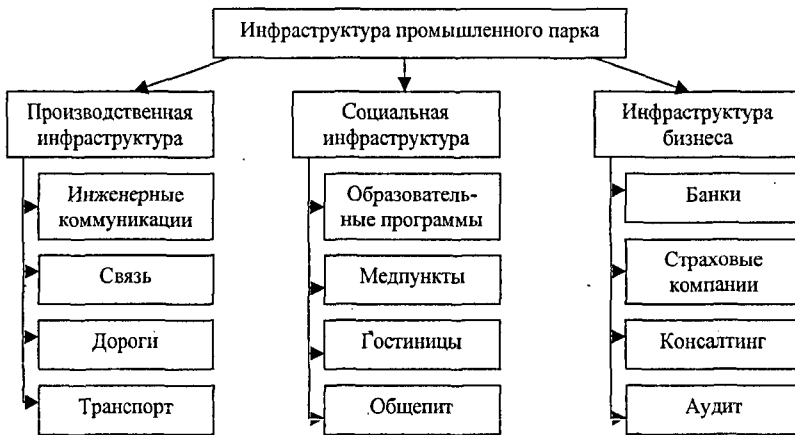 Инфраструктура промышленного парка
Производственная
инфраструктура
Инженерные
коммуникации
Связь
Дороги
Транспорт
Социальная
инфраструктура
Образователь-
ные программы
Медпункты
Гостиницы
Общепит
Инфраструктура
бизнеса
Банки
Страховые
компании
Консалтинг
Аудит